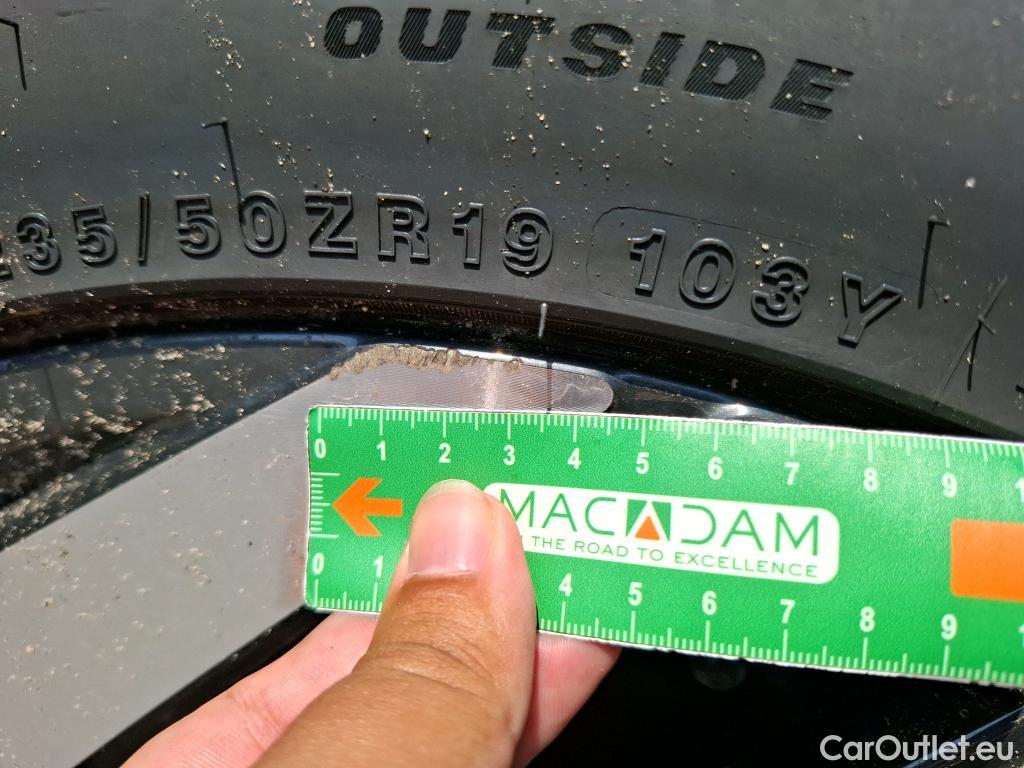 OUTSIDE
235/50ZR19 103Y
0 1 2 3 4 5 6 7 8 9
MACADAM
THE ROAD TO EXCELLENCE
0 1 4 5 6 7 8 9
CarOutlet.eu